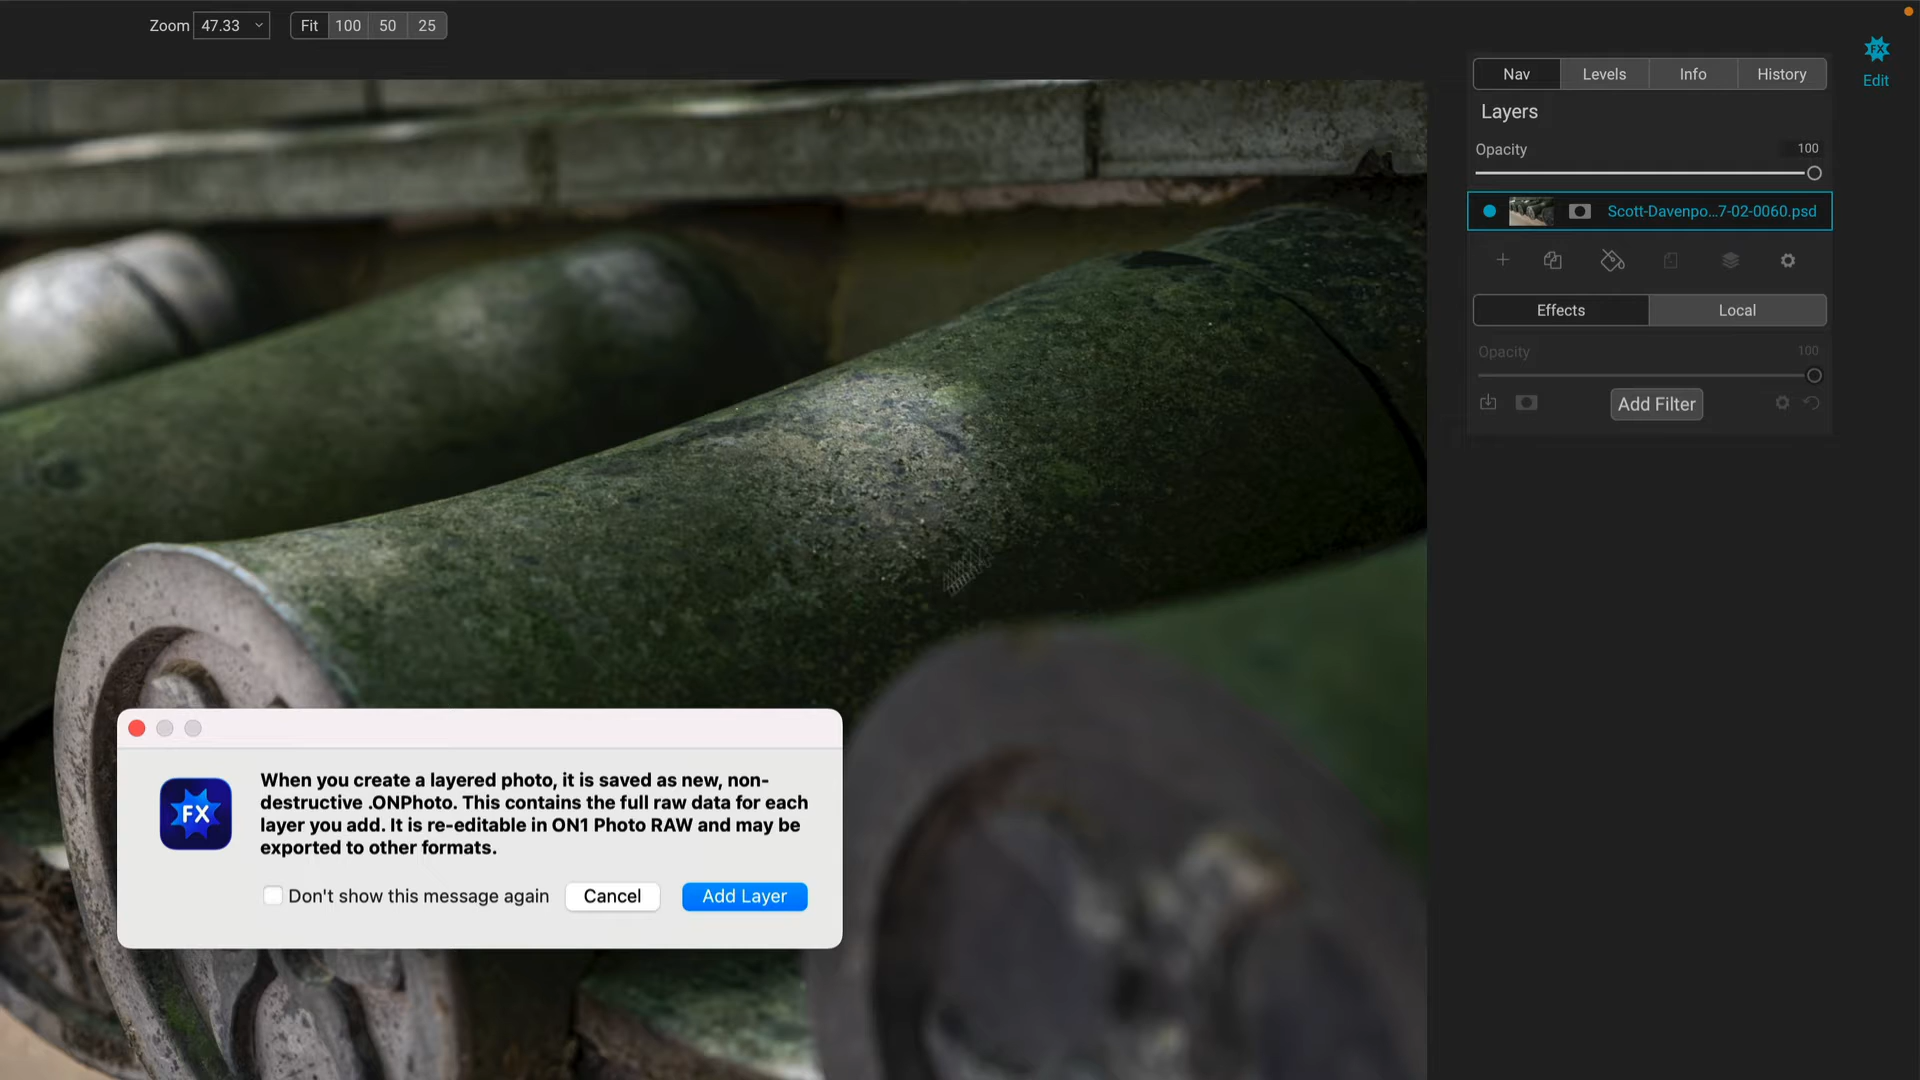 Zoom 47.33 Fit 100 50 25
FX
Edit
Nav Levels Info History
Layers
Opacity 100
Scott-Davenpo...7-02-0060.psd
Effects Local
Opacity 100
Add Filter
FX
When you create a layered photo, it is saved as new, non-
destructive .ONPhoto. This contains the full raw data for each
layer you add. It is re-editable in ON1 Photo RAW and may be
exported to other formats.
Don't show this message again Cancel Add Layer